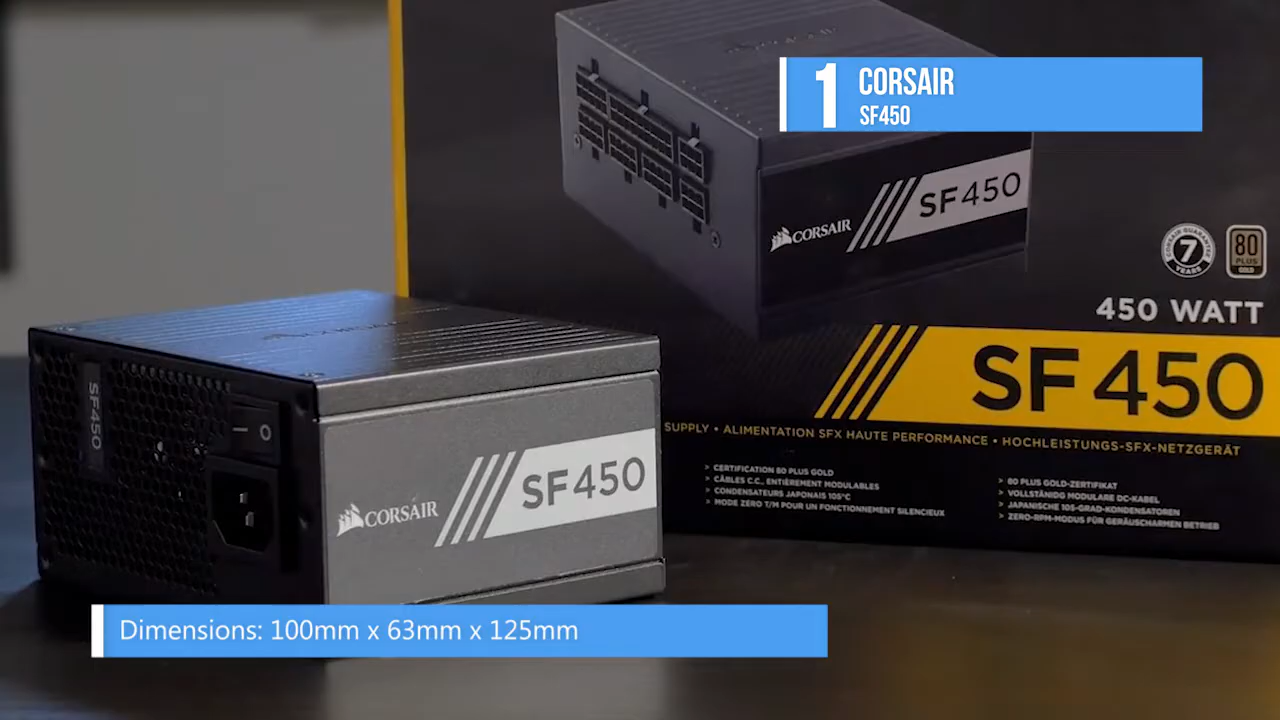 1
CORSAIR
SF450
CORSAIR
SF450
CORSAIR GUARANTEE
7
YEARS
80
PLUS
GOLD
450 WATT
SF450
SUPPLY • ALIMENTATION SFX HAUTE PERFORMANCE • HOCHLEISTUNGS-SFX-NETZGERÄT
> CERTIFICATION 80 PLUS GOLD
> CÂBLES C.C., ENTIÈREMENT MODULABLES
> CONDENSATEURS JAPONAIS 105°C
> MODE ZERO T/M POUR UN FONCTIONNEMENT SILENCIEUX
> 80 PLUS GOLD-ZERTIFIKAT
> VOLLSTÄNDIG MODULARE DC-KABEL
> JAPANISCHE 105-GRAD-KONDENSATOREN
> ZERO-RPM-MODUS FÜR GERÄUSCHARMEN BETRIEB
SF450
I O
CORSAIR
SF450
Dimensions: 100mm x 63mm x 125mm